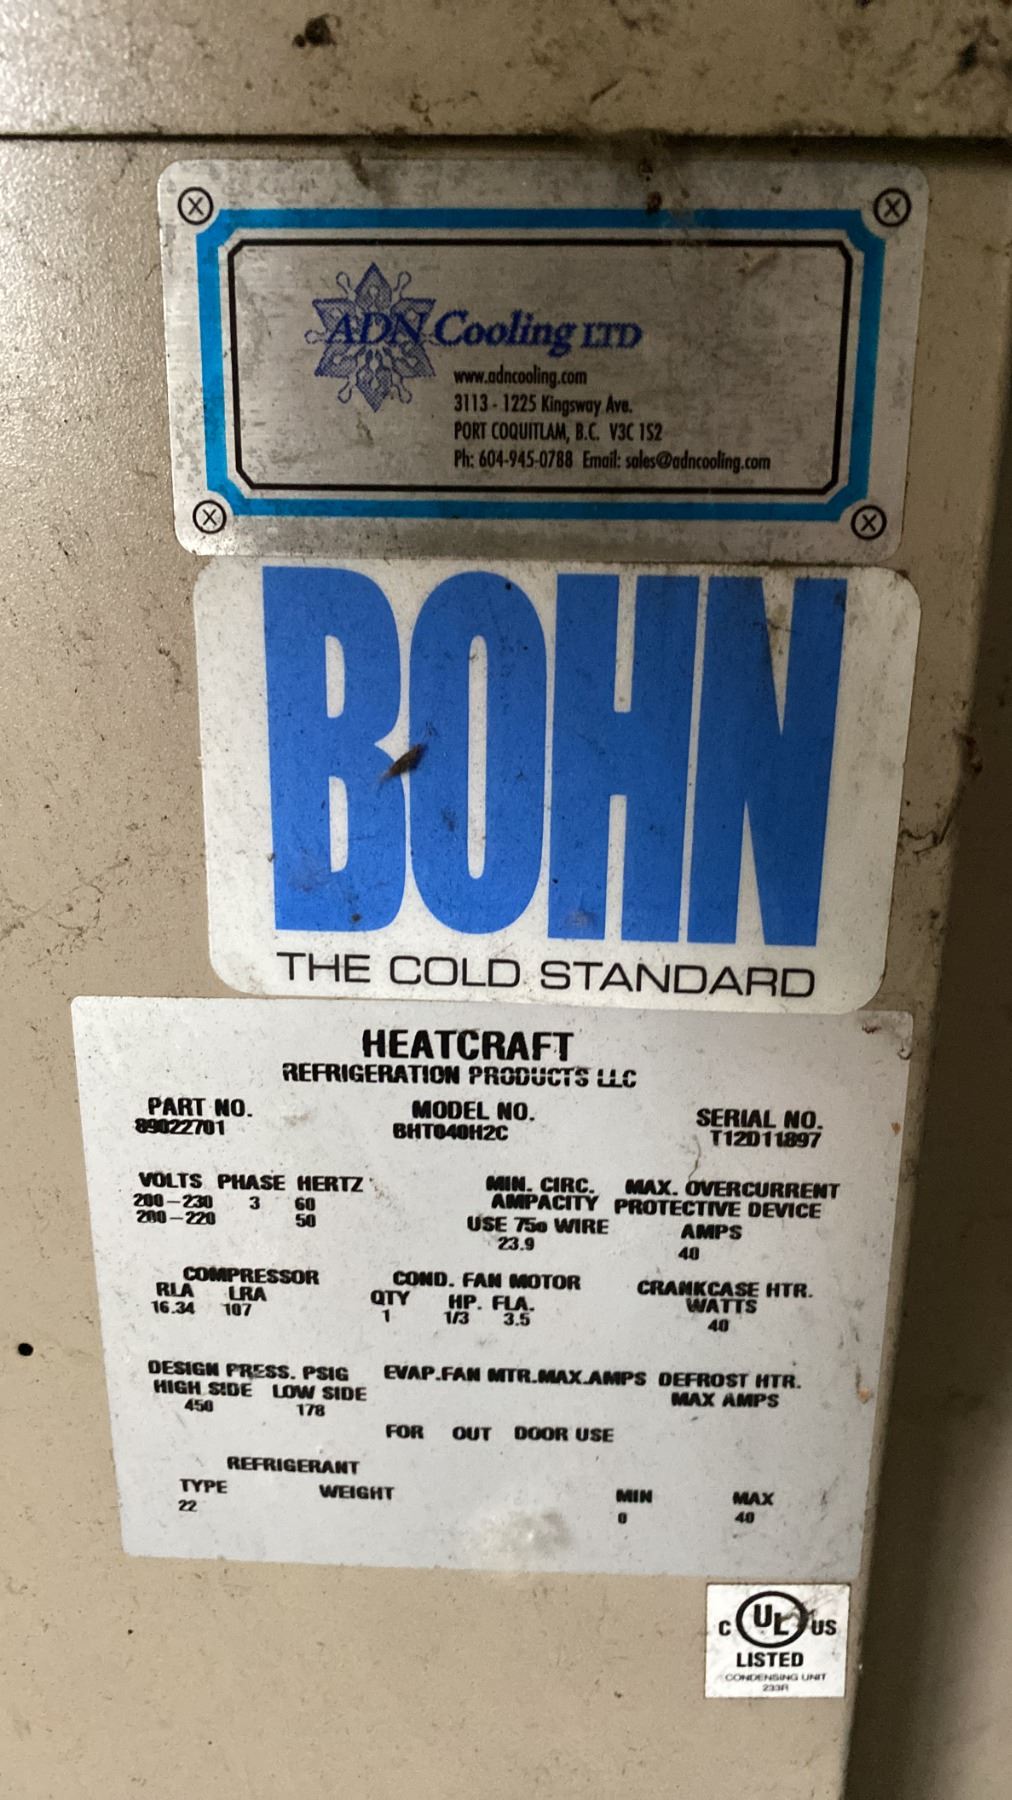 ADN Cooling LTD
www.adncooling.com
3113 - 1225 Kingsway Ave.
PORT COQUITLAM, B.C. V3C 1S2
Ph: 604-945-0788 Email: sales@adncooling.com
BOHN
THE COLD STANDARD
HEATCRAFT
REFRIGERATION PRODUCTS LLC
PART NO. MODEL NO. SERIAL NO.
89022701 BHT040H2C T12D11897
VOLTS PHASE HERTZ MIN. CIRC. MAX. OVERCURRENT
200-230 3 60 AMPACITY PROTECTIVE DEVICE
200-220 50 USE 75o WIRE AMPS
23.9 40
COMPRESSOR COND. FAN MOTOR CRANKCASE HTR.
RLA LRA QTY HP. FLA. WATTS
16.34 107 1 1/3 3.5 40
DESIGN PRESS. PSIG EVAP.FAN MTR.MAX.AMPS DEFROST HTR.
HIGH SIDE LOW SIDE MAX AMPS
450 178
FOR OUT DOOR USE
REFRIGERANT
TYPE WEIGHT MIN MAX
22 0 40
C UL US
LISTED
CONDENSING UNIT
233R